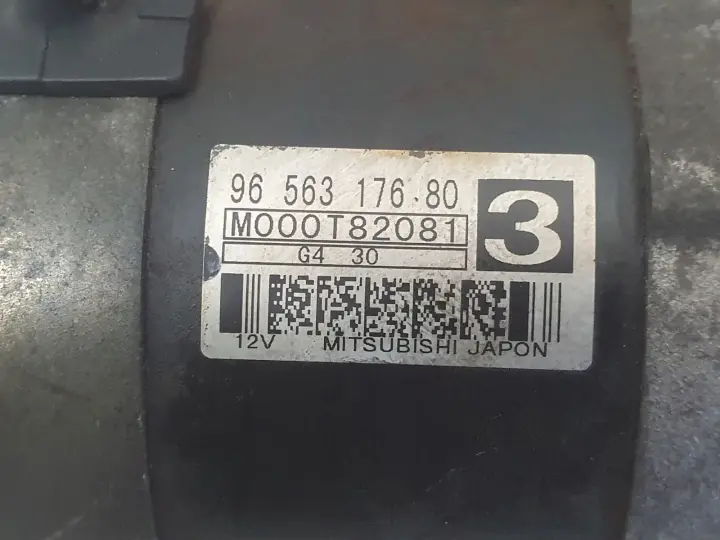 96 563 176.80
3
M000T82081
G4 30
12V MITSUBISHI JAPON